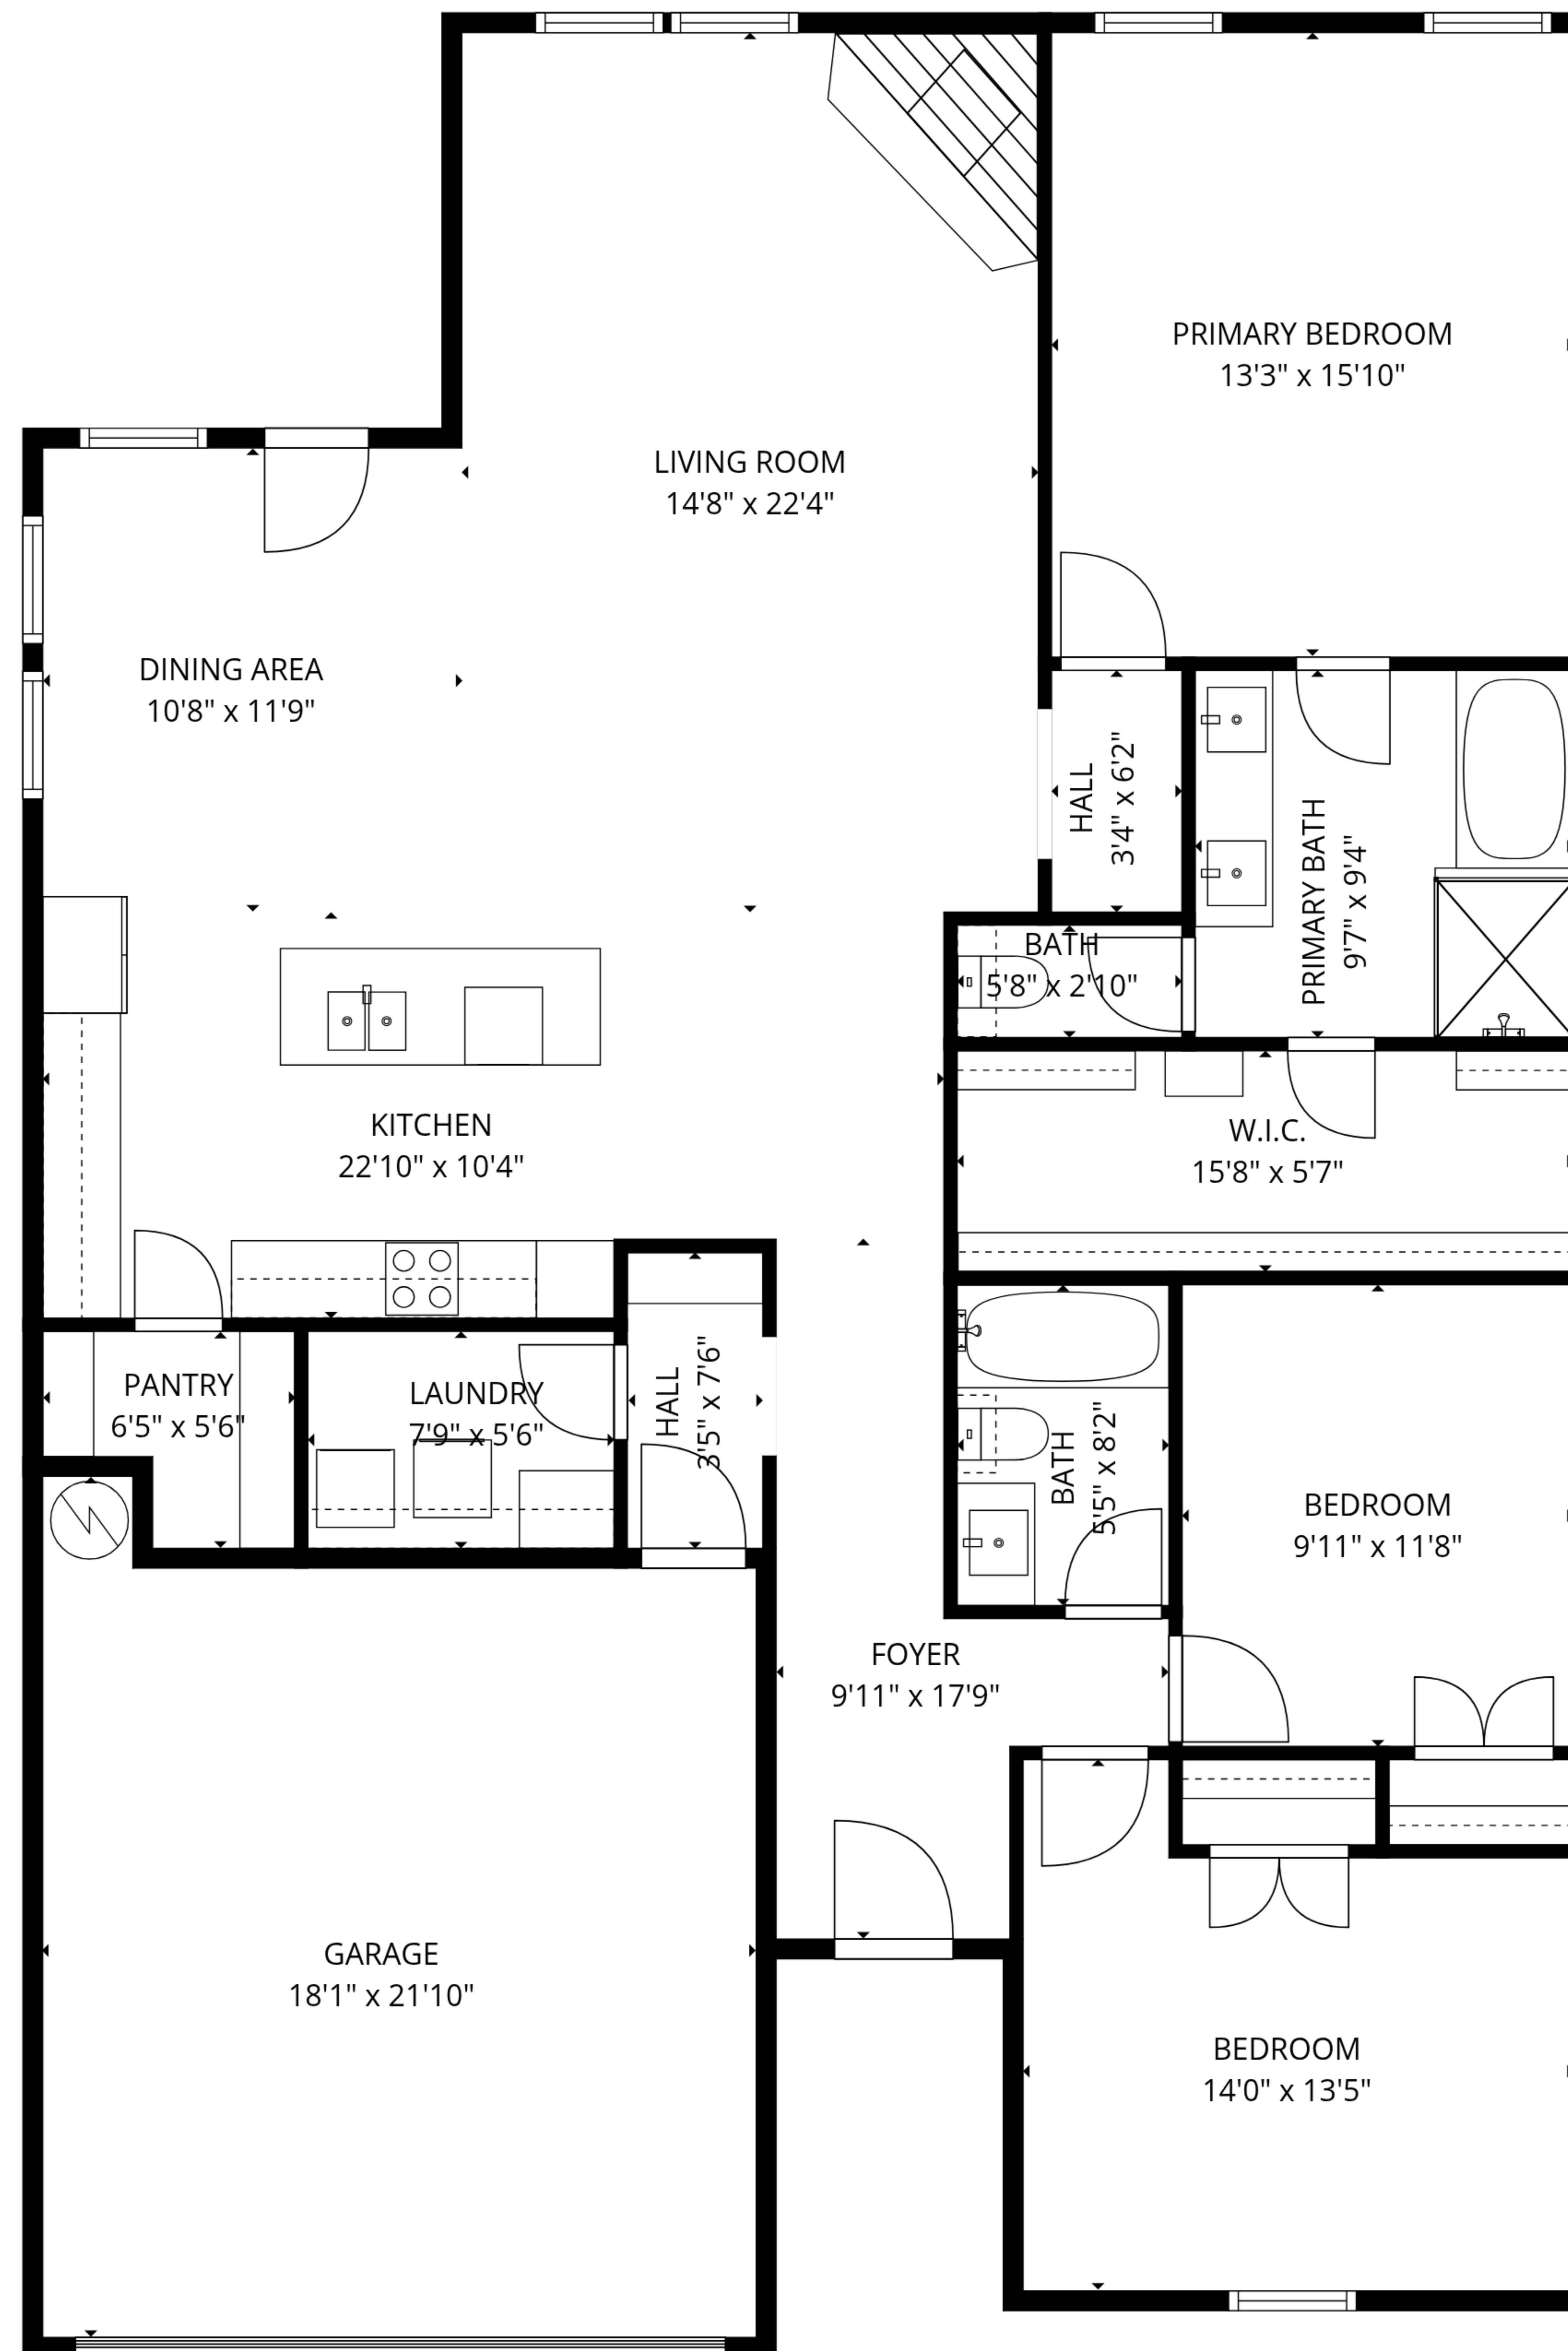 PRIMARY BEDROOM
13'3" x 15'10"
LIVING ROOM
14'8" x 22'4"
DINING AREA
10'8" x 11'9"
HALL
3'4" x 6'2"
PRIMARY BATH
9'7" x 9'4"
BATH
5'8" x 2'10"
KITCHEN
22'10" x 10'4"
W.I.C.
15'8" x 5'7"
PANTRY
6'5" x 5'6"
LAUNDRY
7'9" x 5'6"
HALL
3'5" x 7'6"
BATH
5'5" x 8'2"
BEDROOM
9'11" x 11'8"
FOYER
9'11" x 17'9"
GARAGE
18'1" x 21'10"
BEDROOM
14'0" x 13'5"